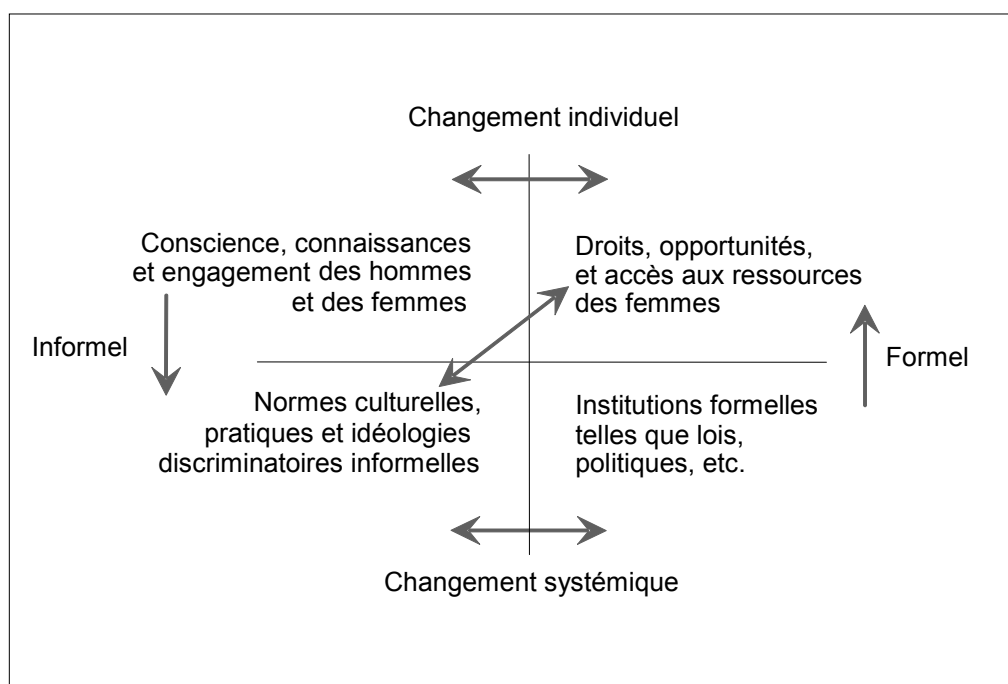 Changement individuel
Conscience, connaissances
et engagement des hommes
et des femmes
Droits, opportunités,
et accès aux ressources
des femmes
Informel
Formel
Normes culturelles,
pratiques et idéologies
discriminatoires informelles
Institutions formelles
telles que lois,
politiques, etc.
Changement systémique